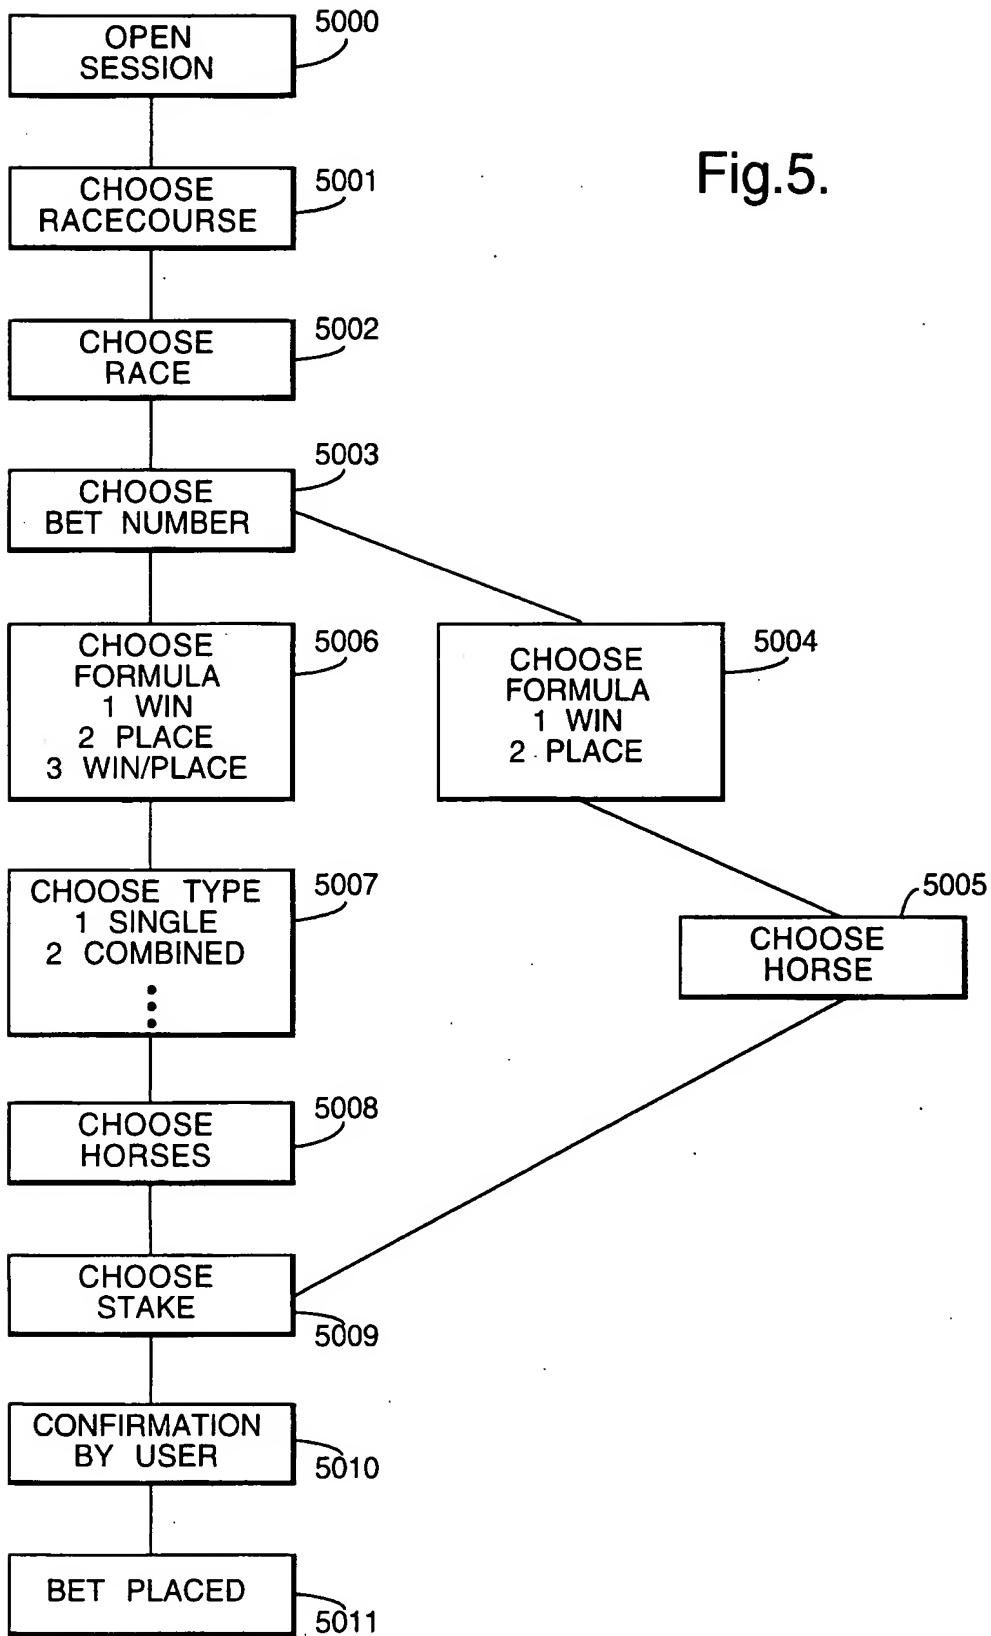 OPEN
SESSION
5000
Fig.5.
CHOOSE
RACECOURSE
5001
CHOOSE
RACE
5002
CHOOSE
BET NUMBER
5003
CHOOSE
FORMULA
1 WIN
2 PLACE
3 WIN/PLACE
5006
CHOOSE
FORMULA
1 WIN
2 PLACE
5004
CHOOSE TYPE
1 SINGLE
2 COMBINED
5007
CHOOSE
HORSE
5005
CHOOSE
HORSES
5008
CHOOSE
STAKE
5009
CONFIRMATION
BY USER
5010
BET PLACED
5011